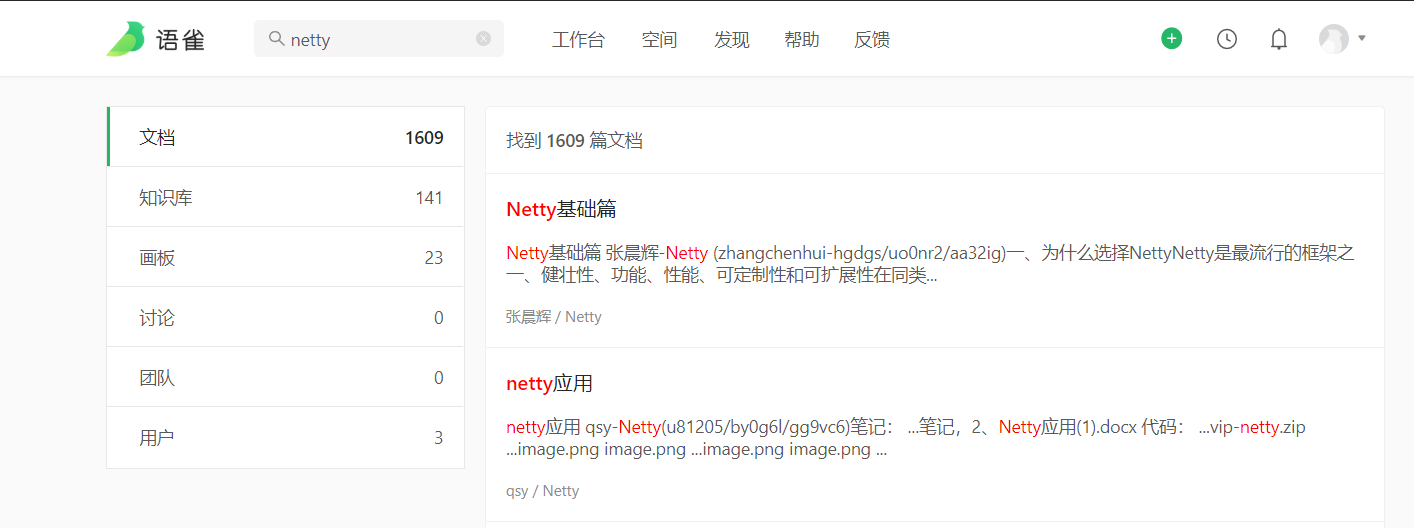 语雀
netty
工作台 空间 发现 帮助 反馈
文档 1609
知识库 141
画板 23
讨论 0
团队 0
用户 3
找到 1609 篇文档
Netty基础篇
Netty基础篇 张晨辉-Netty (zhangchenhui-hgdgs/uo0nr2/aa32ig)一、为什么选择NettyNetty是最流行的框架之
一、健壮性、功能、性能、可定制性和可扩展性在同类...
张晨辉 / Netty
netty应用
netty应用 qsy-Netty(u81205/by0g6l/gg9vc6)笔记： ...笔记，2、Netty应用(1).docx 代码： ...vip-netty.zip
...image.png image.png ...image.png image.png ...
qsy / Netty